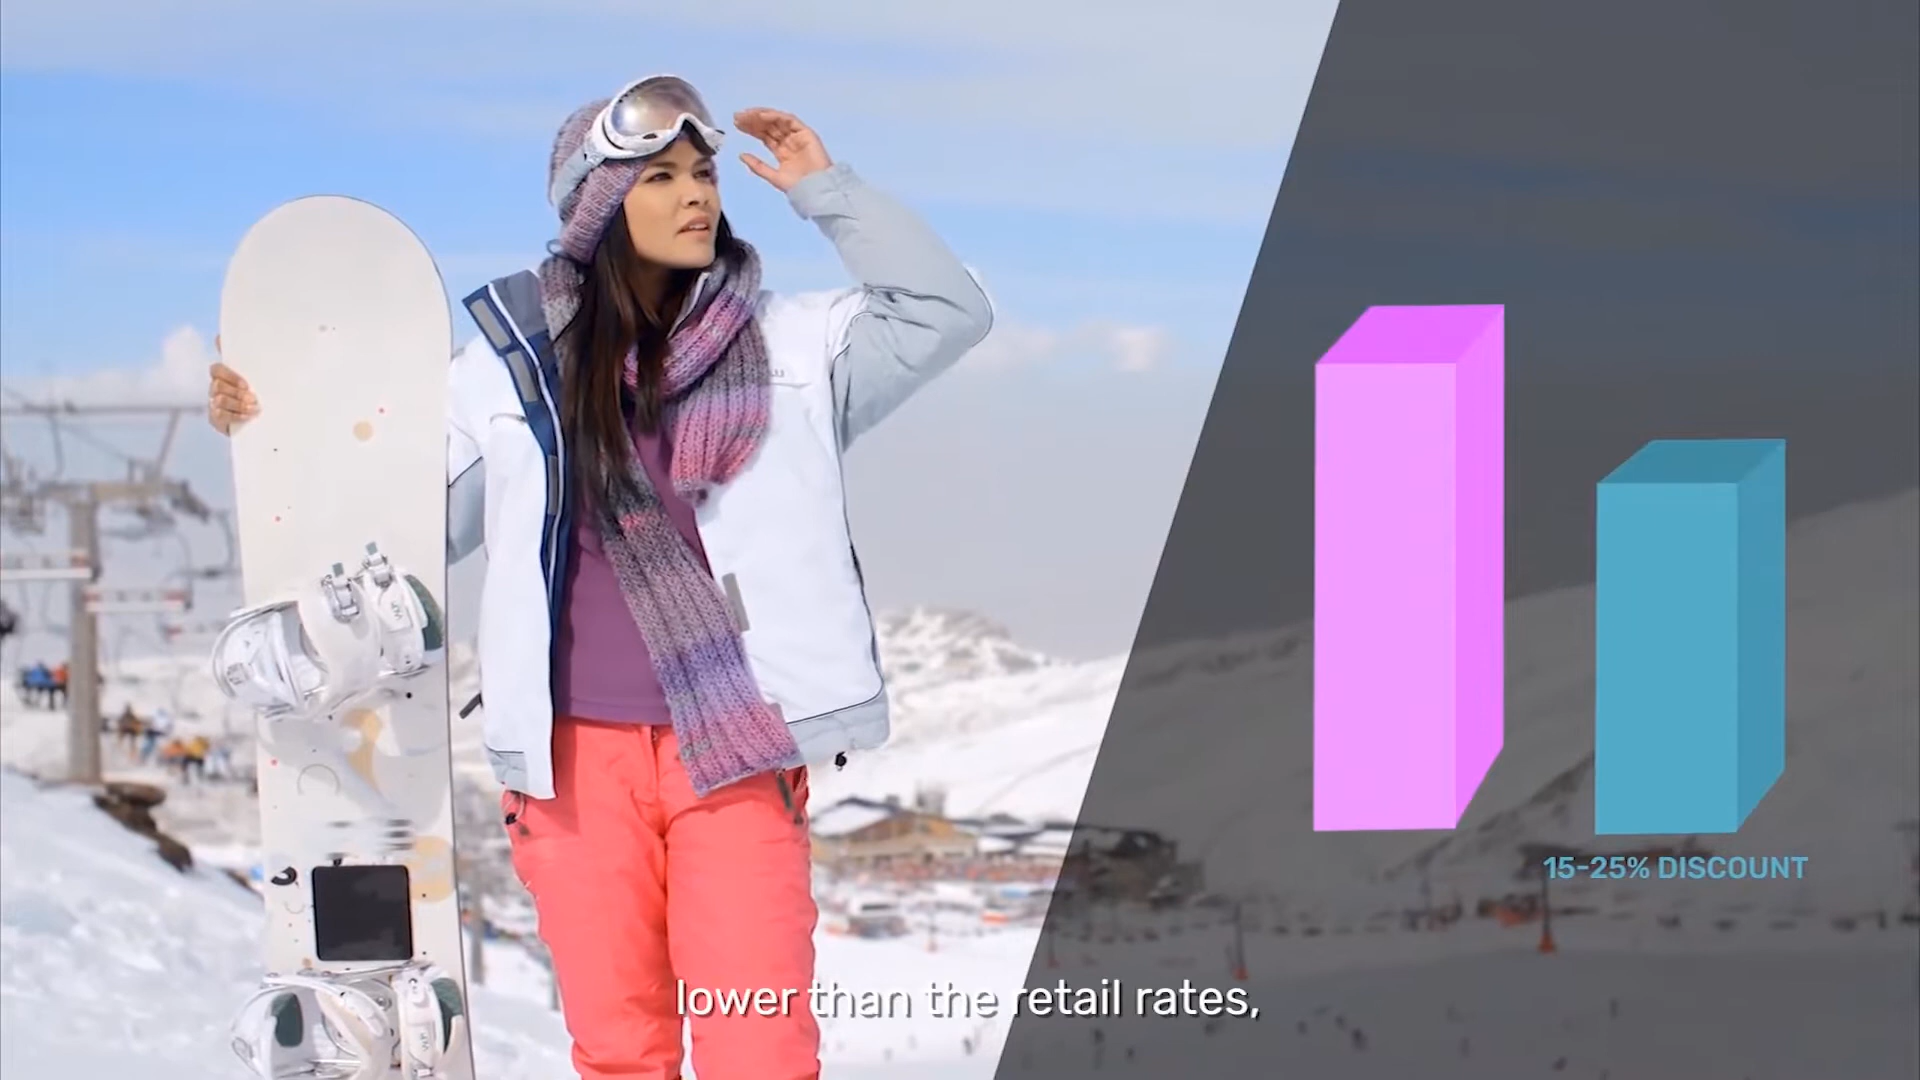 15-25% DISCOUNT
lower than the retail rates,